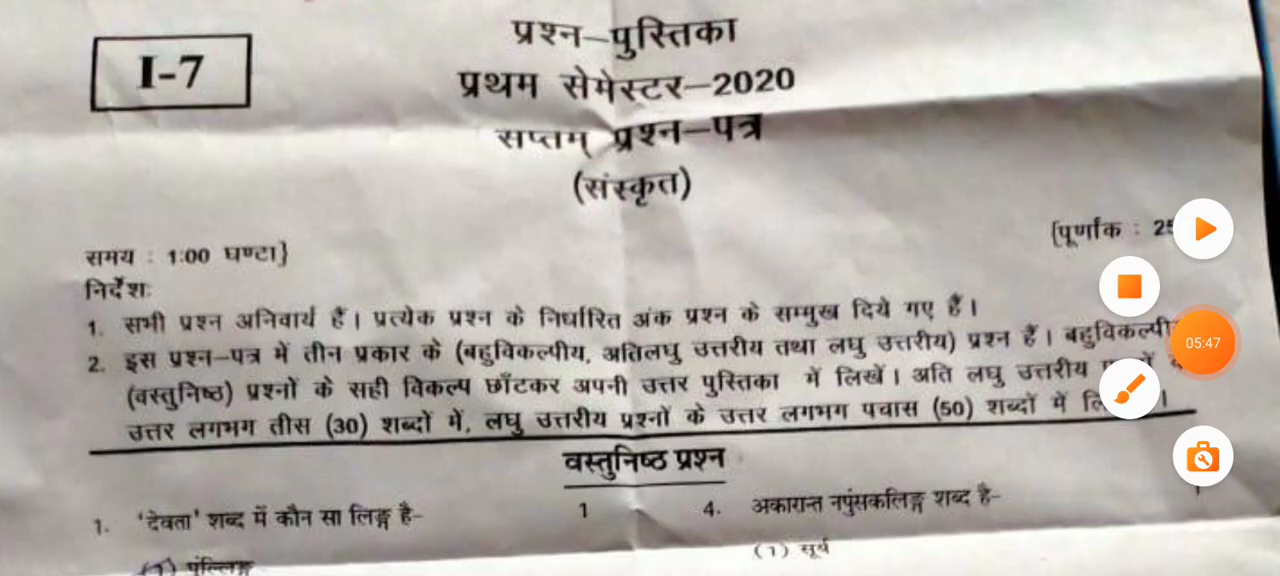 I-7
प्रश्न-पुस्तिका
प्रथम सेमेस्टर-2020
सप्तम् प्रश्न-पत्र
(संस्कृत)
समय : 1:00 घण्टा}
{पूर्णांक : 25
निर्देशः
1. सभी प्रश्न अनिवार्य हैं। प्रत्येक प्रश्न के निर्धारित अंक प्रश्न के सम्मुख दिये गए हैं।
2. इस प्रश्न-पत्र में तीन प्रकार के (बहुविकल्पीय, अतिलघु उत्तरीय तथा लघु उत्तरीय) प्रश्न हैं। बहुविकल्पी
(वस्तुनिष्ठ) प्रश्नों के सही विकल्प छाँटकर अपनी उत्तर पुस्तिका में लिखें। अति लघु उत्तरीय
उत्तर लगभग तीस (30) शब्दों में, लघु उत्तरीय प्रश्नों के उत्तर लगभग पचास (50) शब्दों में
वस्तुनिष्ठ प्रश्न
1. 'देवता' शब्द में कौन सा लिङ्ग है- 1
(1) पुंल्लिङ्ग
4. अकारान्त नपुंसकलिङ्ग शब्द है- 1
(1) सूर्य
05:47